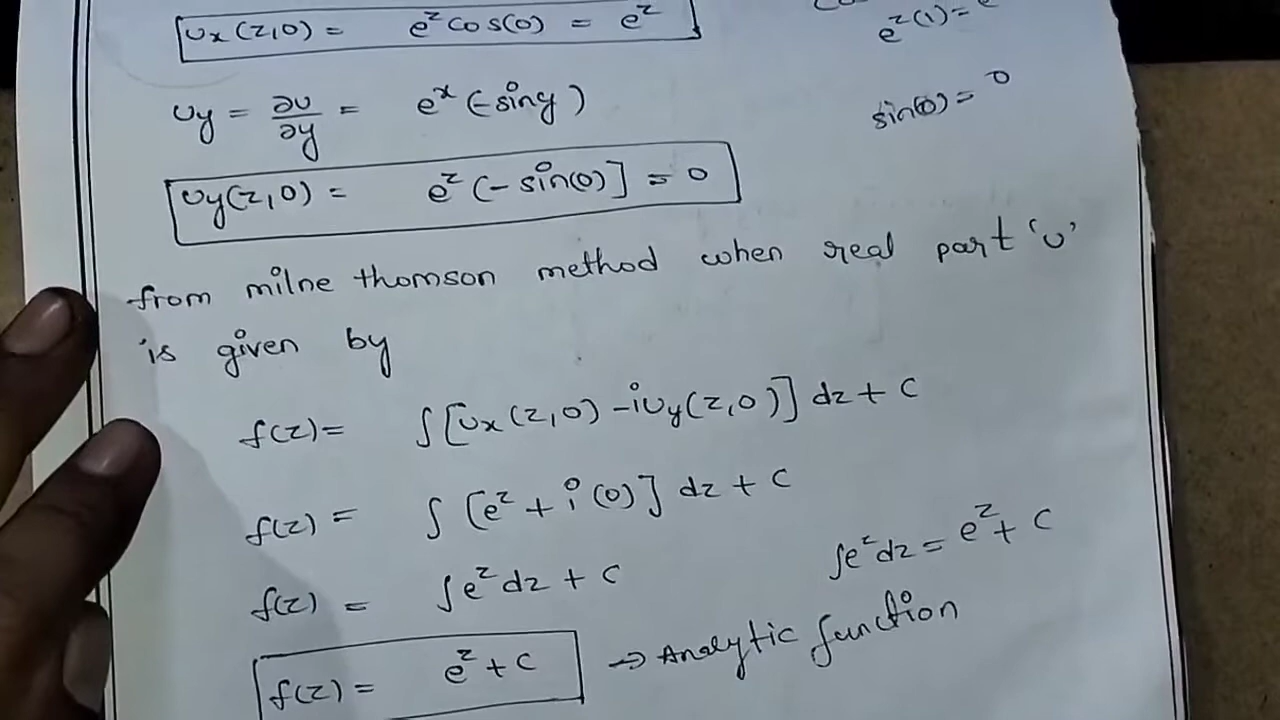 ux(z,0) = e^z cos(0) = e^z
e^z(1) =
uy = ∂u/∂y = e^x (-siny)
sin(0) = 0
uy(z,0) = e^z (- sin(0)] = 0
from milne thomson method when real part 'u'
is given by
f(z) = ∫[ux(z,0) - iuy(z,0)] dz + c
f(z) = ∫ [e^z + i(0)] dz + c
∫e^z dz = e^z + c
f(z) = ∫e^z dz + c
f(z) = e^z + c → Analytic function